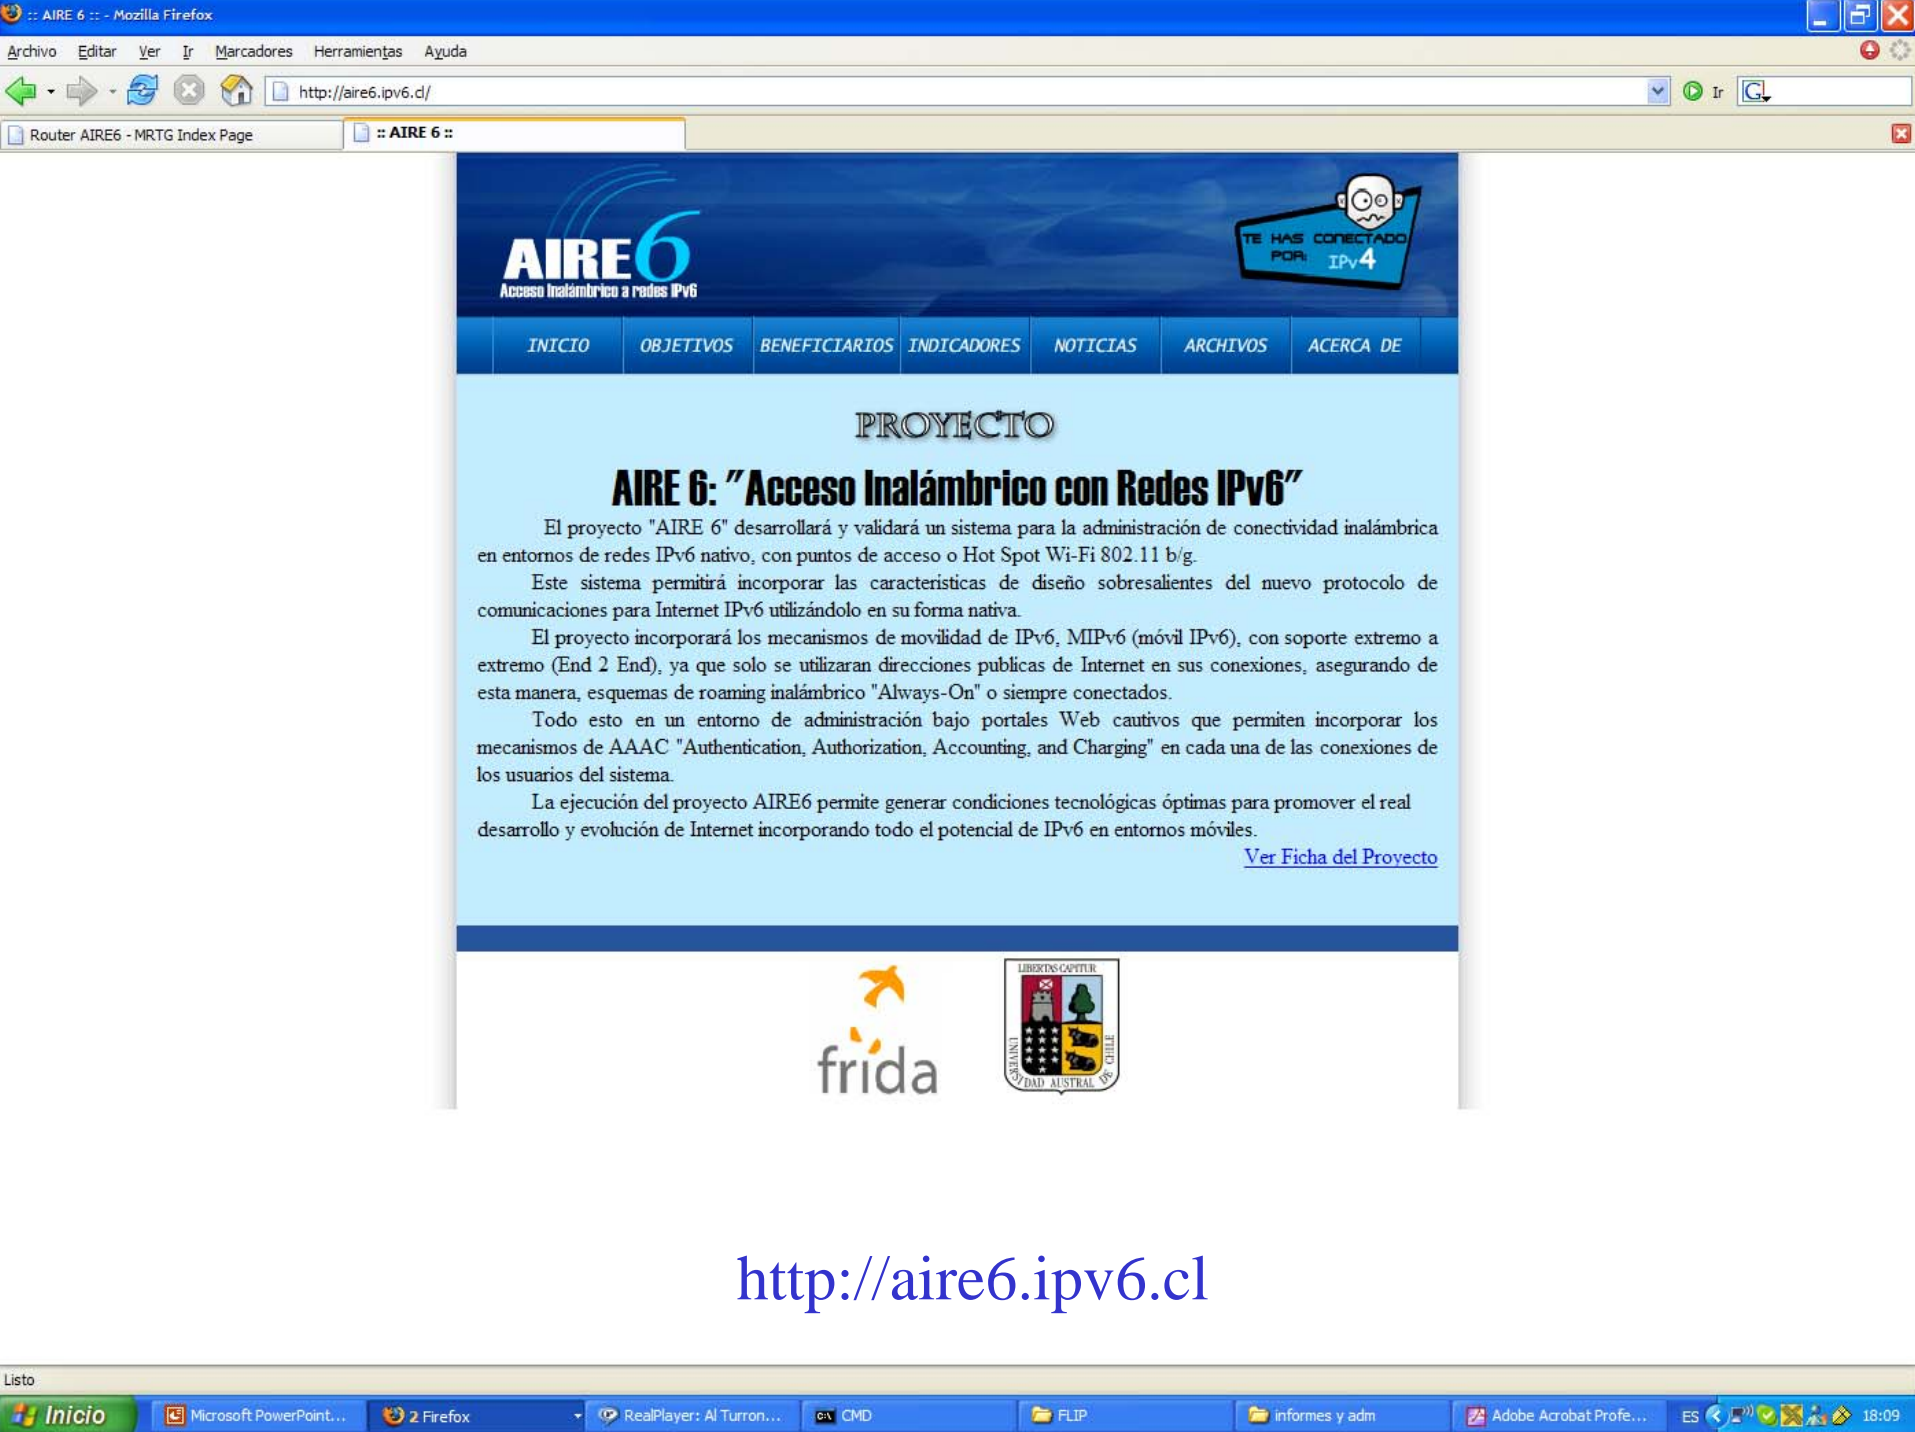 :: AIRE 6 :: - Mozilla Firefox
Archivo Editar Ver Ir Marcadores Herramientas Ayuda
http://aire6.ipv6.cl/
Ir
G
Router AIRE6 - MRTG Index Page
:: AIRE 6 ::
AIRE6
Acceso Inalámbrico a redes IPv6
TE HAS CONECTADO
POR: IPv4
INICIO OBJETIVOS BENEFICIARIOS INDICADORES NOTICIAS ARCHIVOS ACERCA DE
PROYECTO
AIRE 6: "Acceso Inalámbrico con Redes IPv6"
El proyecto "AIRE 6" desarrollará y validará un sistema para la administración de conectividad inalámbrica
en entornos de redes IPv6 nativo, con puntos de acceso o Hot Spot Wi-Fi 802.11 b/g.
Este sistema permitirá incorporar las caracteristicas de diseño sobresalientes del nuevo protocolo de
comunicaciones para Internet IPv6 utilizándolo en su forma nativa.
El proyecto incorporará los mecanismos de movilidad de IPv6, MIPv6 (móvil IPv6), con soporte extremo a
extremo (End 2 End), ya que solo se utilizaran direcciones publicas de Internet en sus conexiones, asegurando de
esta manera, esquemas de roaming inalámbrico "Always-On" o siempre conectados.
Todo esto en un entorno de administración bajo portales Web cautivos que permiten incorporar los
mecanismos de AAAC "Authentication, Authorization, Accounting, and Charging" en cada una de las conexiones de
los usuarios del sistema.
La ejecución del proyecto AIRE6 permite generar condiciones tecnológicas óptimas para promover el real
desarrollo y evolución de Internet incorporando todo el potencial de IPv6 en entornos móviles.
Ver Ficha del Proyecto
frida
LIBERTAS CAPITUR
UNIVERSIDAD AUSTRAL DE CHILE
http://aire6.ipv6.cl
Listo
Inicio
Microsoft PowerPoint...
2 Firefox
RealPlayer: Al Turron...
CMD
FLIP
informes y adm
Adobe Acrobat Profe...
ES
18:09